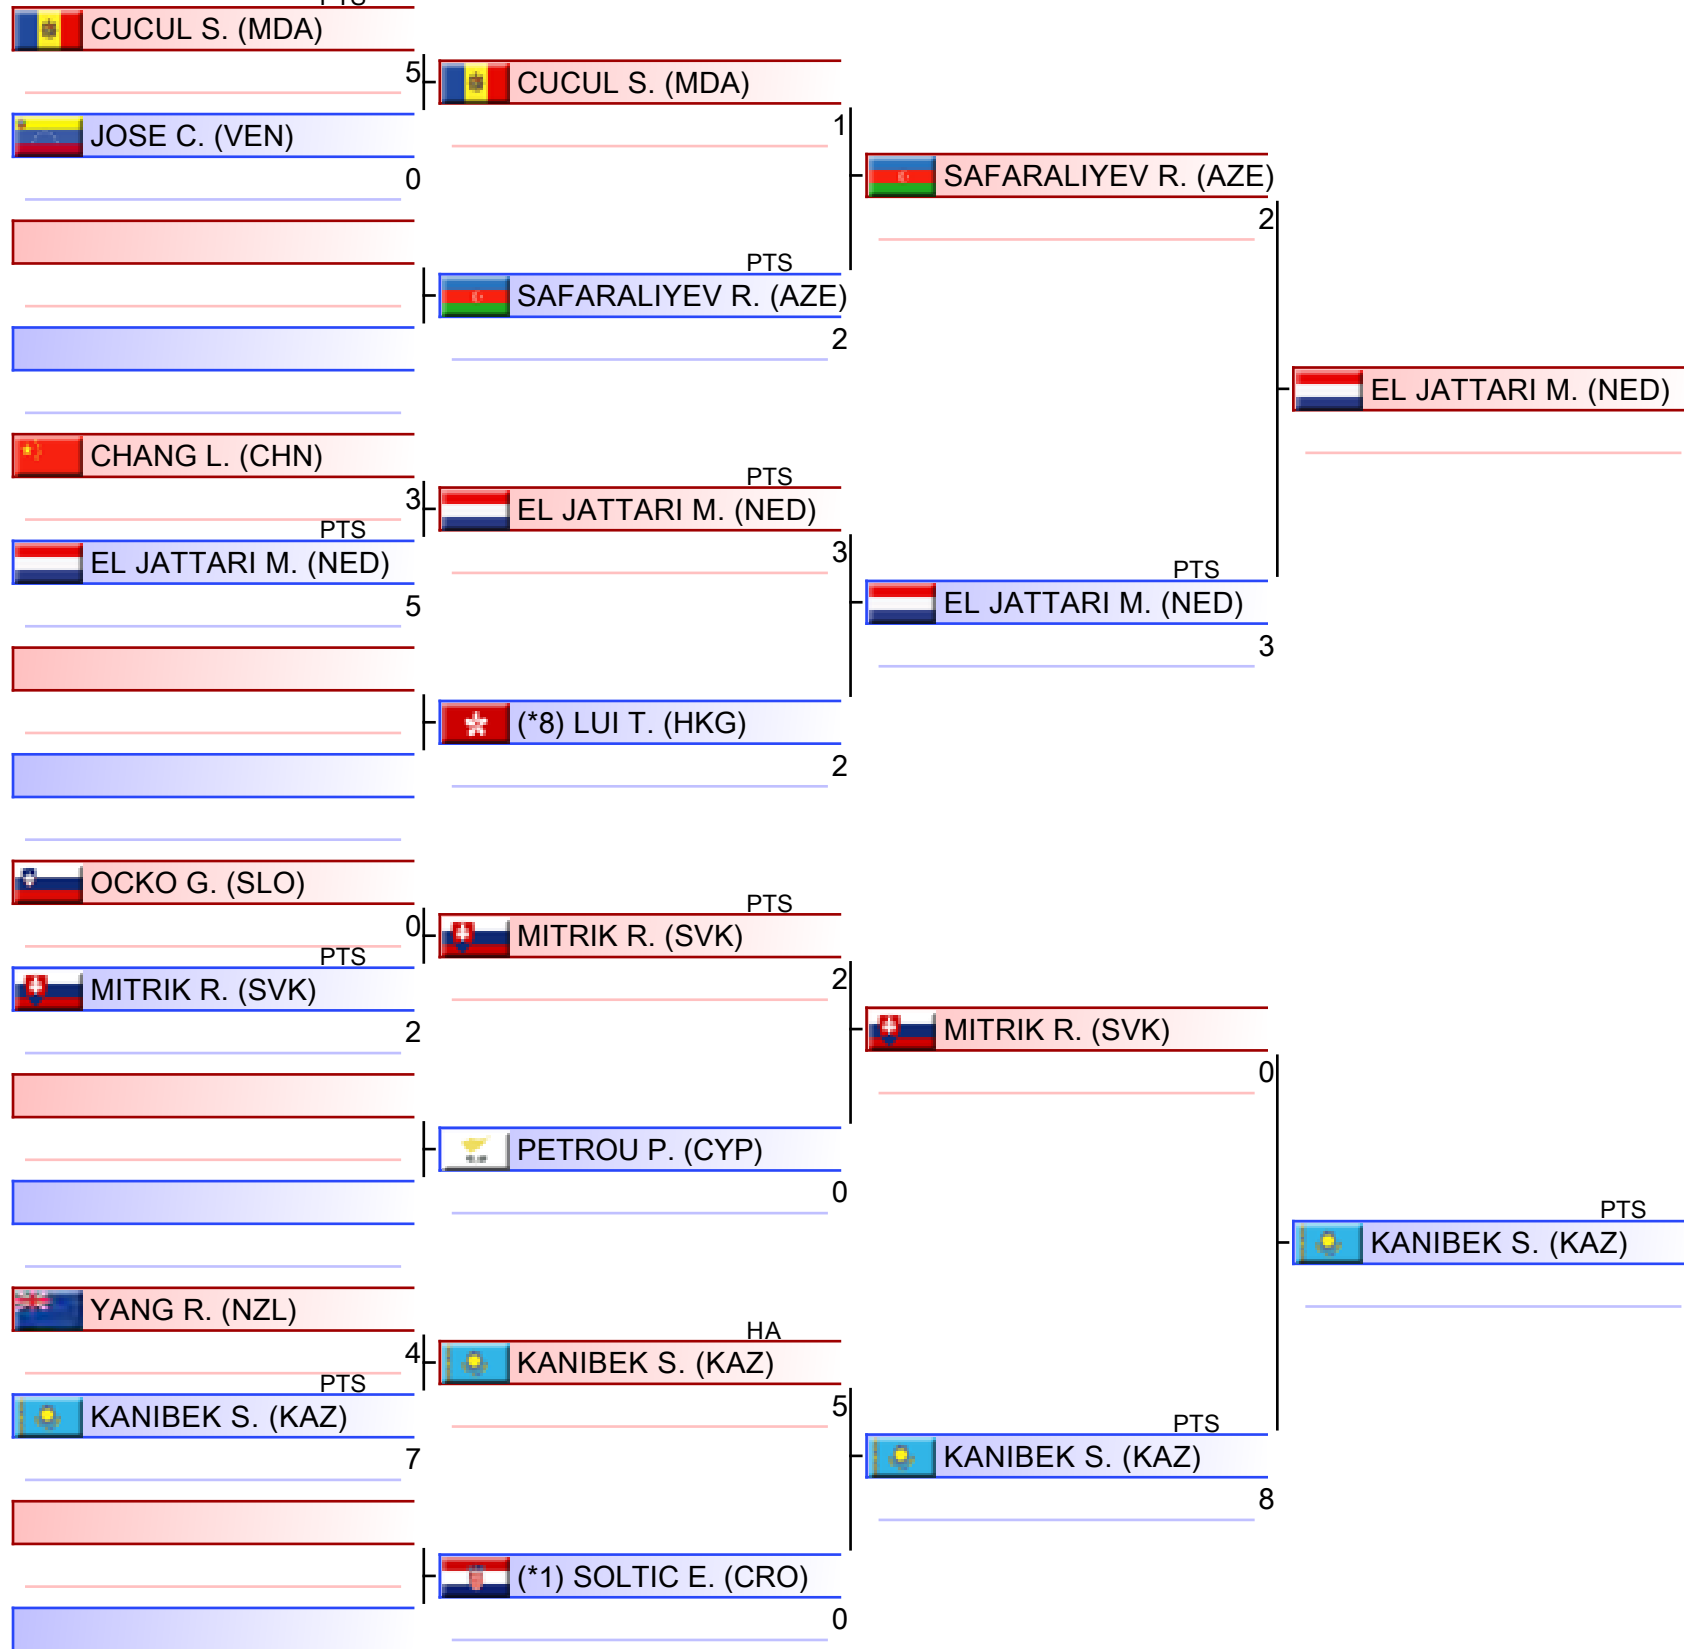 PTS
CUCUL S. (MDA)
5
JOSE C. (VEN)
0
CHANG L. (CHN)
3
PTS
EL JATTARI M. (NED)
5
OCKO G. (SLO)
0
PTS
MITRIK R. (SVK)
2
YANG R. (NZL)
4
PTS
KANIBEK S. (KAZ)
7
CUCUL S. (MDA)
1
PTS
SAFARALIYEV R. (AZE)
2
PTS
EL JATTARI M. (NED)
3
(*8) LUI T. (HKG)
2
PTS
MITRIK R. (SVK)
2
PETROU P. (CYP)
0
HA
KANIBEK S. (KAZ)
5
(*1) SOLTIC E. (CRO)
0
SAFARALIYEV R. (AZE)
2
PTS
EL JATTARI M. (NED)
3
MITRIK R. (SVK)
0
PTS
KANIBEK S. (KAZ)
8
EL JATTARI M. (NED)
PTS
KANIBEK S. (KAZ)